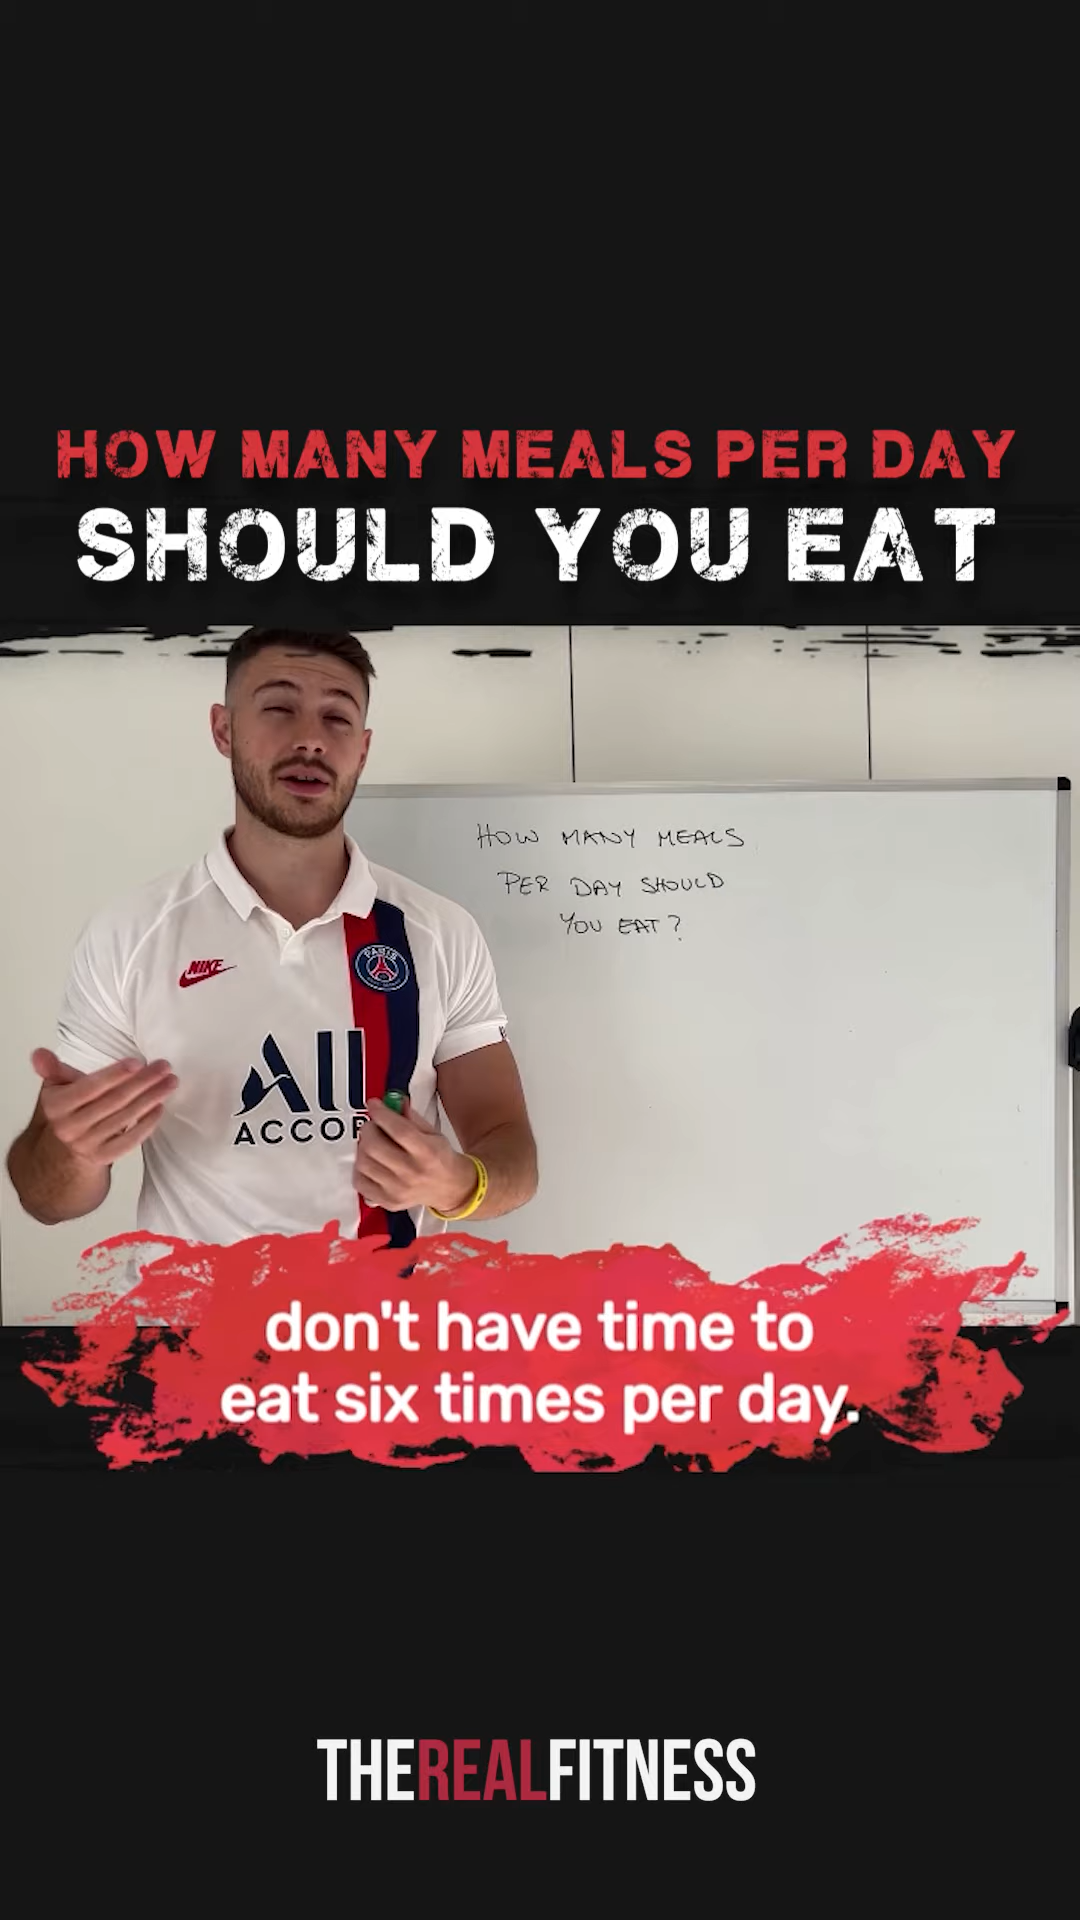 HOW MANY MEALS PER DAY
SHOULD YOU EAT
HOW MANY MEALS
PER DAY SHOULD
YOU EAT?
NIKE
PARIS
All
ACCOR
don't have time to
eat six times per day.
THEREALFITNESS